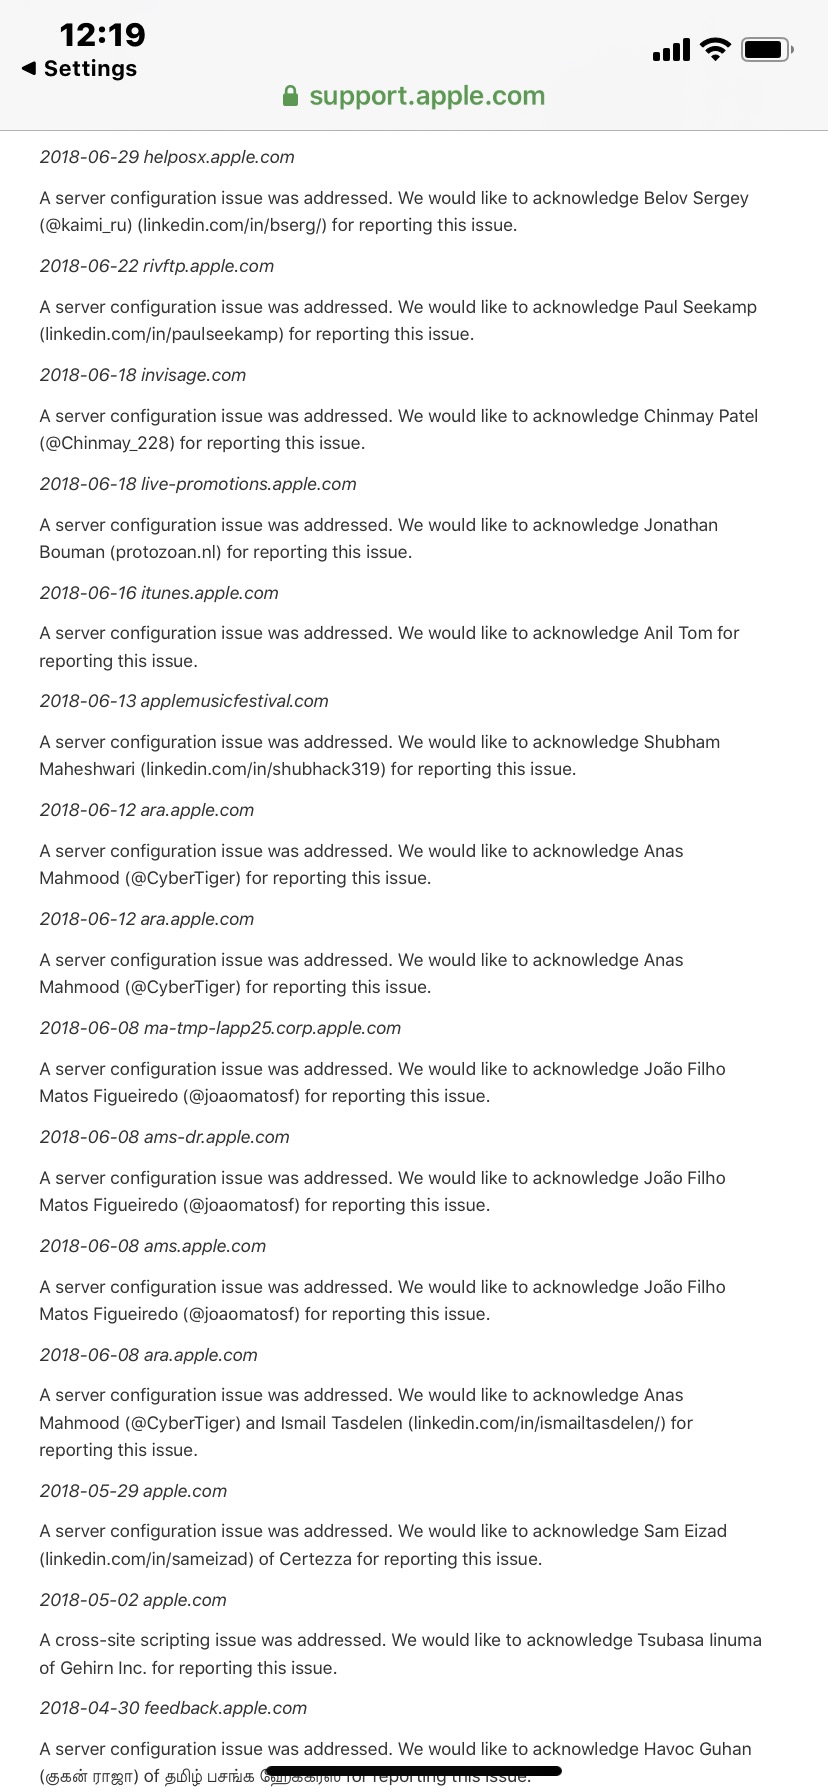 12:19
◀ Settings
support.apple.com
2018-06-29 helposx.apple.com
A server configuration issue was addressed. We would like to acknowledge Belov Sergey
(@kaimi_ru) (linkedin.com/in/bserg/) for reporting this issue.
2018-06-22 rivftp.apple.com
A server configuration issue was addressed. We would like to acknowledge Paul Seekamp
(linkedin.com/in/paulseekamp) for reporting this issue.
2018-06-18 invisage.com
A server configuration issue was addressed. We would like to acknowledge Chinmay Patel
(@Chinmay_228) for reporting this issue.
2018-06-18 live-promotions.apple.com
A server configuration issue was addressed. We would like to acknowledge Jonathan
Bouman (protozoan.nl) for reporting this issue.
2018-06-16 itunes.apple.com
A server configuration issue was addressed. We would like to acknowledge Anil Tom for
reporting this issue.
2018-06-13 applemusicfestival.com
A server configuration issue was addressed. We would like to acknowledge Shubham
Maheshwari (linkedin.com/in/shubhack319) for reporting this issue.
2018-06-12 ara.apple.com
A server configuration issue was addressed. We would like to acknowledge Anas
Mahmood (@CyberTiger) for reporting this issue.
2018-06-12 ara.apple.com
A server configuration issue was addressed. We would like to acknowledge Anas
Mahmood (@CyberTiger) for reporting this issue.
2018-06-08 ma-tmp-lapp25.corp.apple.com
A server configuration issue was addressed. We would like to acknowledge João Filho
Matos Figueiredo (@joaomatosf) for reporting this issue.
2018-06-08 ams-dr.apple.com
A server configuration issue was addressed. We would like to acknowledge João Filho
Matos Figueiredo (@joaomatosf) for reporting this issue.
2018-06-08 ams.apple.com
A server configuration issue was addressed. We would like to acknowledge João Filho
Matos Figueiredo (@joaomatosf) for reporting this issue.
2018-06-08 ara.apple.com
A server configuration issue was addressed. We would like to acknowledge Anas
Mahmood (@CyberTiger) and Ismail Tasdelen (linkedin.com/in/ismailtasdelen/) for
reporting this issue.
2018-05-29 apple.com
A server configuration issue was addressed. We would like to acknowledge Sam Eizad
(linkedin.com/in/sameizad) of Certezza for reporting this issue.
2018-05-02 apple.com
A cross-site scripting issue was addressed. We would like to acknowledge Tsubasa Iinuma
of Gehirn Inc. for reporting this issue.
2018-04-30 feedback.apple.com
A server configuration issue was addressed. We would like to acknowledge Havoc Guhan
(குகன் ராஜா) of தமிழ் பசங்க for reporting this issue.